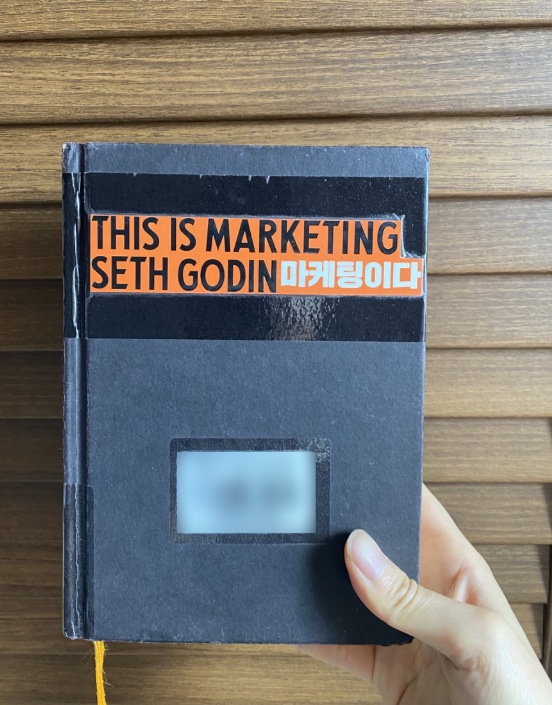 THIS IS MARKETING
SETH GODIN마케팅이다